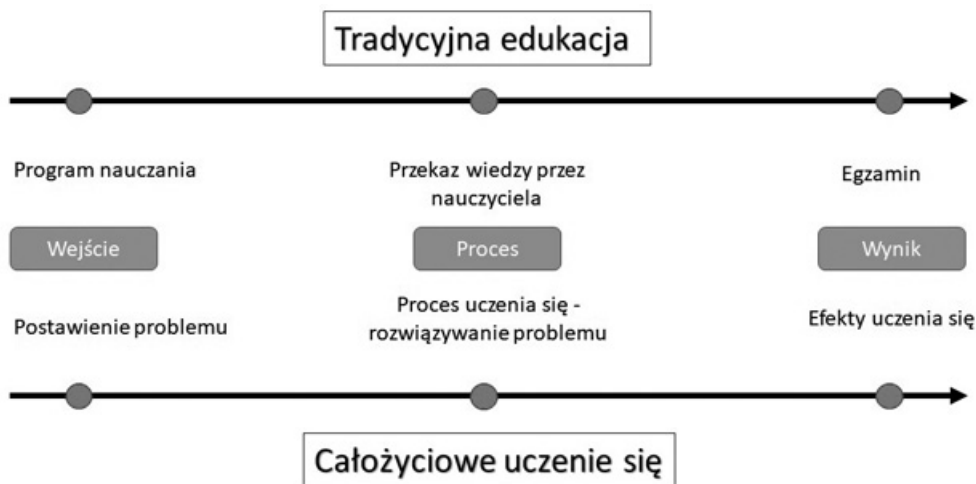 Tradycyjna edukacja
Program nauczania
Przekaz wiedzy przez
nauczyciela
Egzamin
Wejście
Proces
Wynik
Postawienie problemu
Proces uczenia się -
rozwiązywanie problemu
Efekty uczenia się
Całożyciowe uczenie się